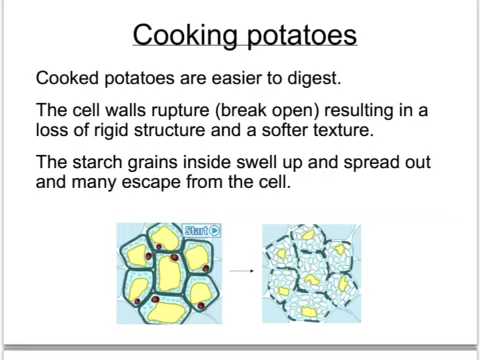 Cooking potatoes
Cooked potatoes are easier to digest.
The cell walls rupture (break open) resulting in a
loss of rigid structure and a softer texture.
The starch grains inside swell up and spread out
and many escape from the cell.
Start